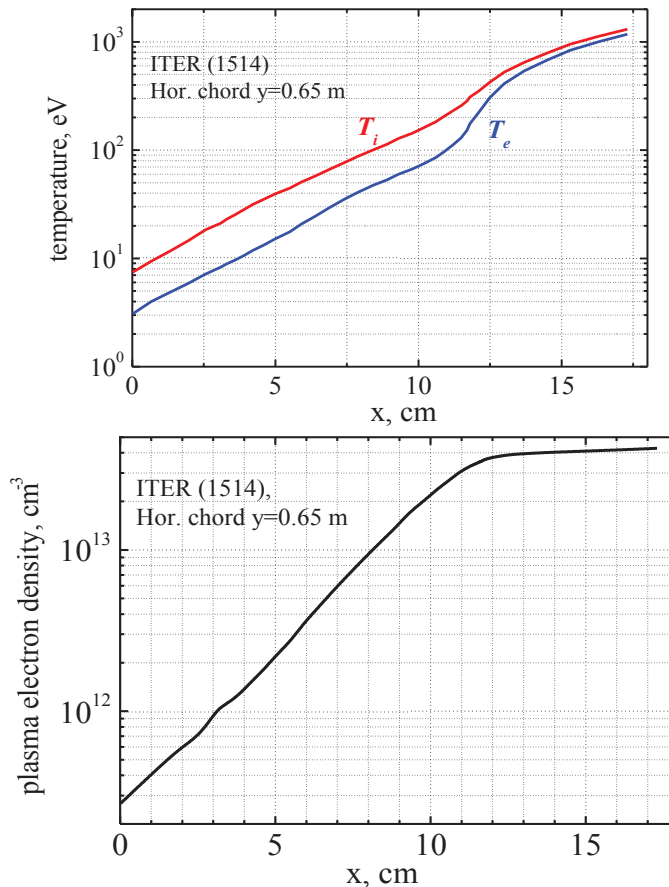 10³
10²
10¹
10⁰
temperature, eV
ITER (1514)
Hor. chord y=0.65 m
T_i
T_e
0 5 10 15
x, cm
10¹³
10¹²
plasma electron density, cm⁻³
ITER (1514),
Hor. chord y=0.65 m
0 5 10 15
x, cm